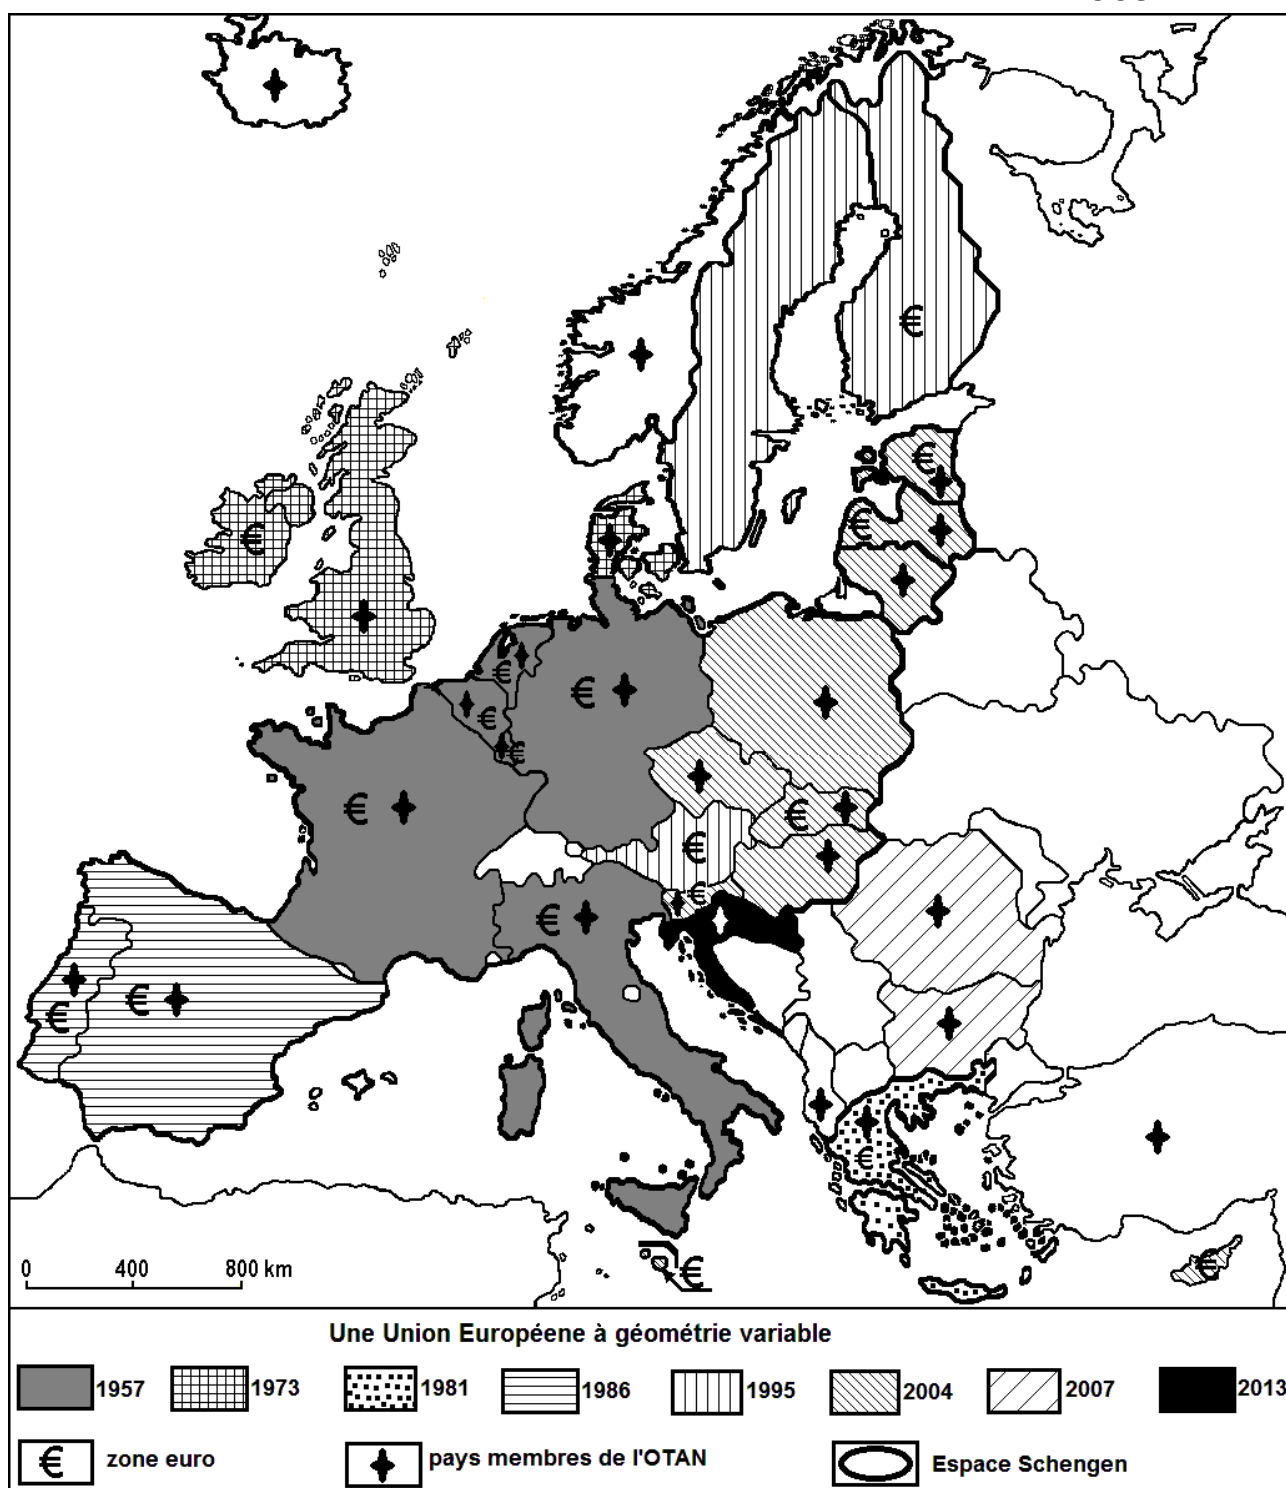 0 400 800 km
Une Union Européene à géométrie variable
1957 1973 1981 1986 1995 2004 2007 2013
€ zone euro pays membres de l'OTAN Espace Schengen